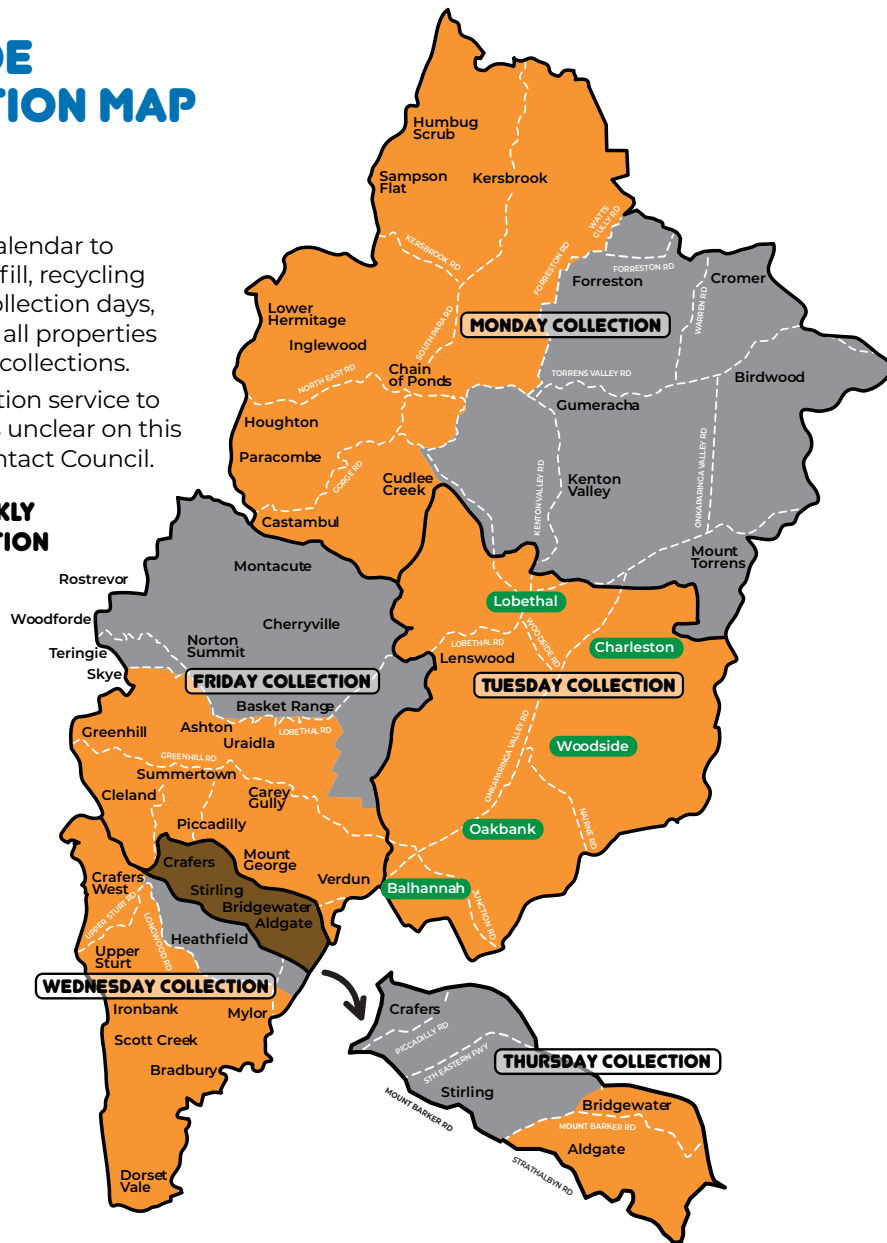 DE
TION MAP
alendar to
fill, recycling
ollection days,
all properties
collections.
tion service to
s unclear on this
ntact Council.
KLY
TION
Humbug
Scrub
Sampson
Flat
Kersbrook
KERSBROOK RD
WATTS
GULLY RD
FORRESTON RD
FORRESTON RD
Forreston
Cromer
WARREN RD
Lower
Hermitage
Inglewood
SOUTH PARA RD
MONDAY COLLECTION
NORTH EAST RD
Chain
of Ponds
TORRENS VALLEY RD
Birdwood
Gumeracha
Houghton
Paracombe
GORGE RD
Cudlee
Creek
KENTON VALLEY RD
Kenton
Valley
ONKAPARINGA VALLEY RD
Castambul
Mount
Torrens
Montacute
Rostrevor
Woodforde
Cherryville
Norton
Summit
Teringie
Skye
FRIDAY COLLECTION
Basket Range
LOBETHAL RD
Ashton
Uraidla
Greenhill
GREENHILL RD
Summertown
Cleland
Carey
Gully
Piccadilly
Mount
George
Verdun
Lobethal
WOODSIDE RD
LOBETHAL RD
Lenswood
Charleston
TUESDAY COLLECTION
ONKAPARINGA VALLEY RD
Woodside
NAIRNE RD
Oakbank
Balhannah
JUNCTION RD
Crafers
Stirling
Bridgewater
Aldgate
Crafers
West
UPPER STURT RD
LONGWOOD RD
Heathfield
Upper
Sturt
WEDNESDAY COLLECTION
Ironbank
Mylor
Scott Creek
Bradbury
Dorset
Vale
Crafers
PICCADILLY RD
STH EASTERN FWY
THURSDAY COLLECTION
Stirling
MOUNT BARKER RD
Bridgewater
MOUNT BARKER RD
Aldgate
STRATHALBYN RD